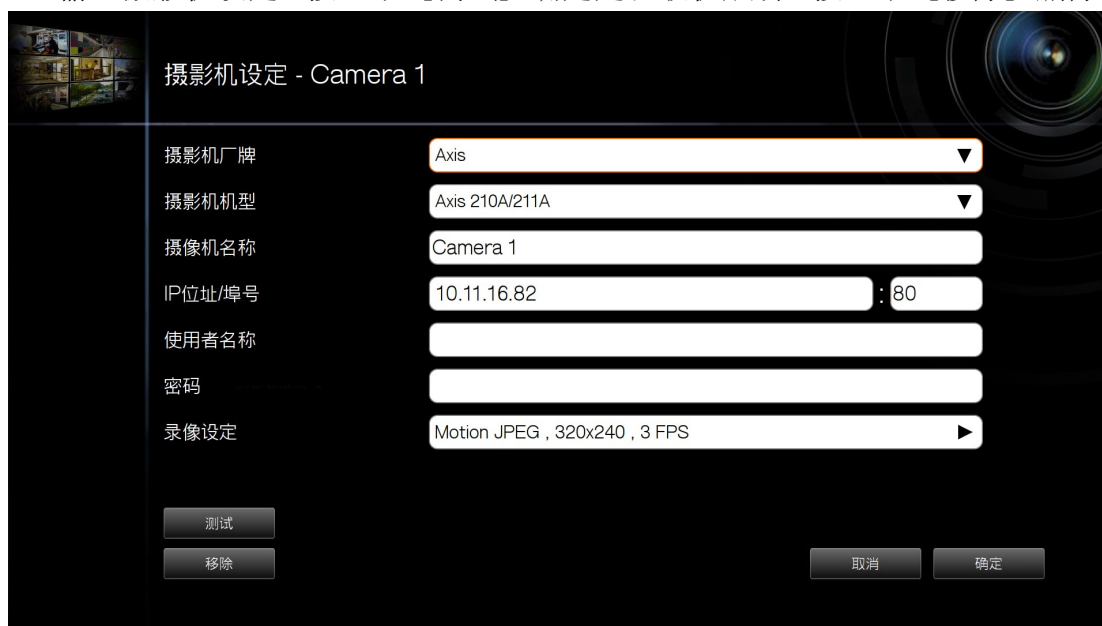 摄影机设定 - Camera 1
摄影机厂牌 Axis
摄影机机型 Axis 210A/211A
摄像机名称 Camera 1
IP位址/埠号 10.11.16.82 : 80
使用者名称
密码
录像设定 Motion JPEG , 320x240 , 3 FPS
测试
移除 取消 确定